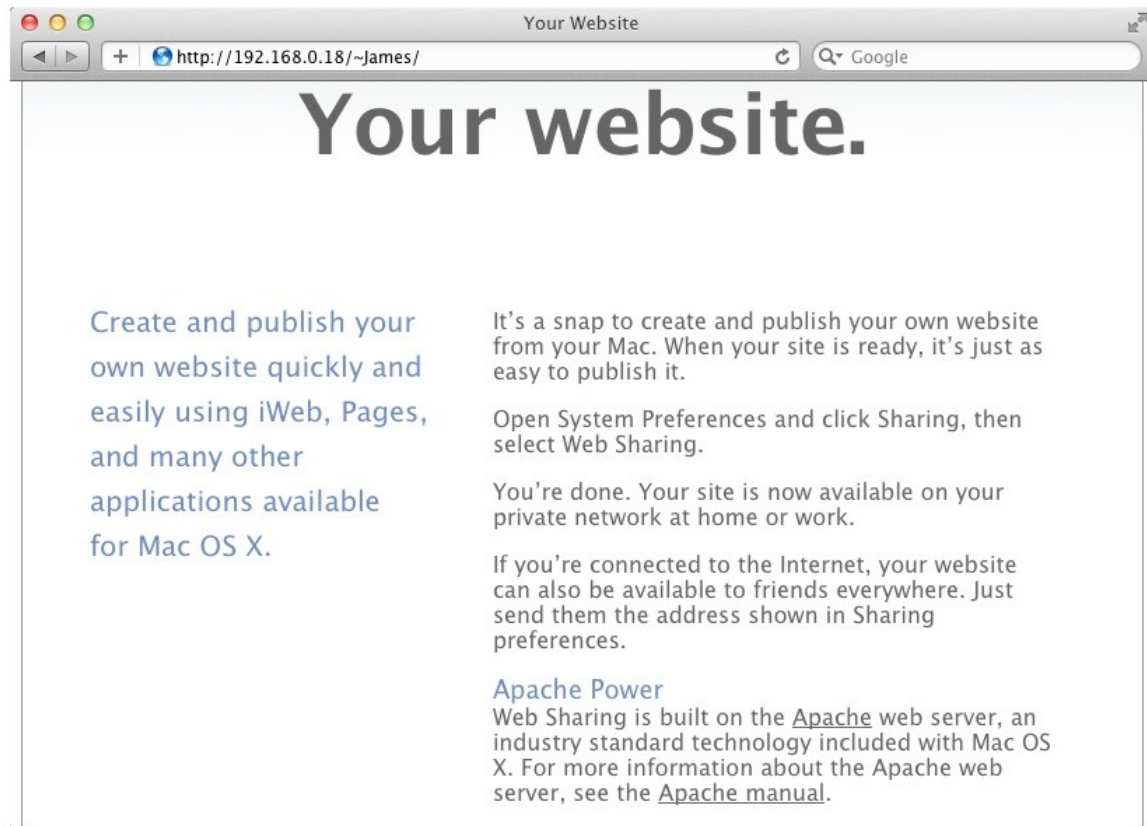 Your Website
http://192.168.0.18/~James/
Google
Your website.
Create and publish your
own website quickly and
easily using iWeb, Pages,
and many other
applications available
for Mac OS X.
It's a snap to create and publish your own website
from your Mac. When your site is ready, it's just as
easy to publish it.
Open System Preferences and click Sharing, then
select Web Sharing.
You're done. Your site is now available on your
private network at home or work.
If you're connected to the Internet, your website
can also be available to friends everywhere. Just
send them the address shown in Sharing
preferences.
Apache Power
Web Sharing is built on the Apache web server, an
industry standard technology included with Mac OS
X. For more information about the Apache web
server, see the Apache manual.